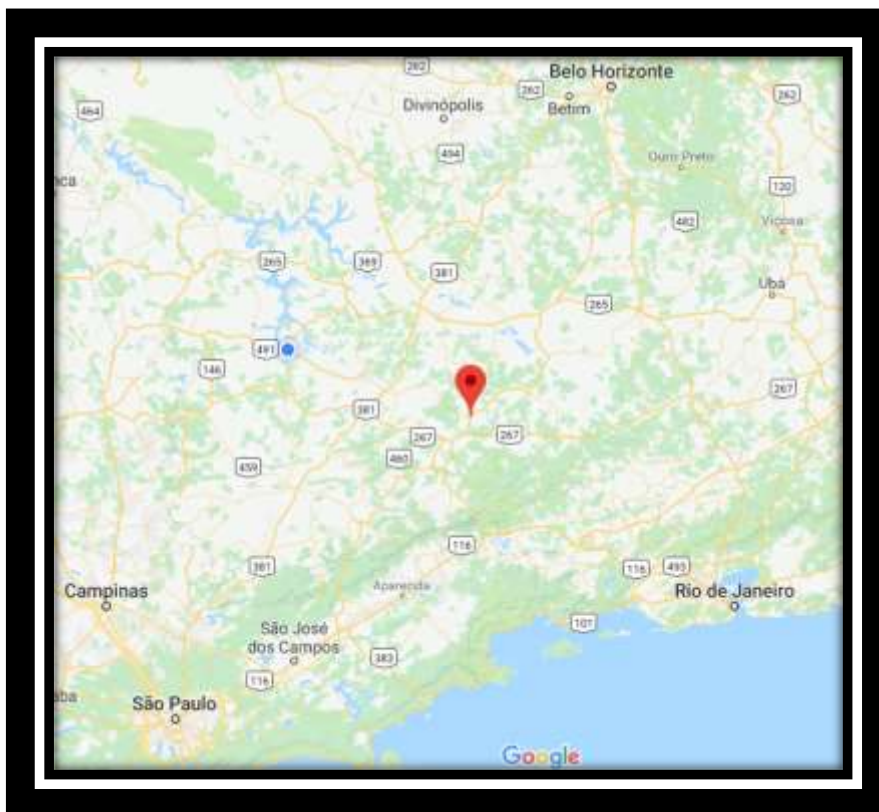 262
Belo Horizonte
262
Betim
262
464
Divinópolis
494
Ouro Preto
120
482
Viçosa
265
369
381
Ubá
265
491
146
267
381
267
267
460
459
116
381
116
493
Campinas
Aparecida
Rio de Janeiro
São José
dos Campos
101
383
116
São Paulo
Google